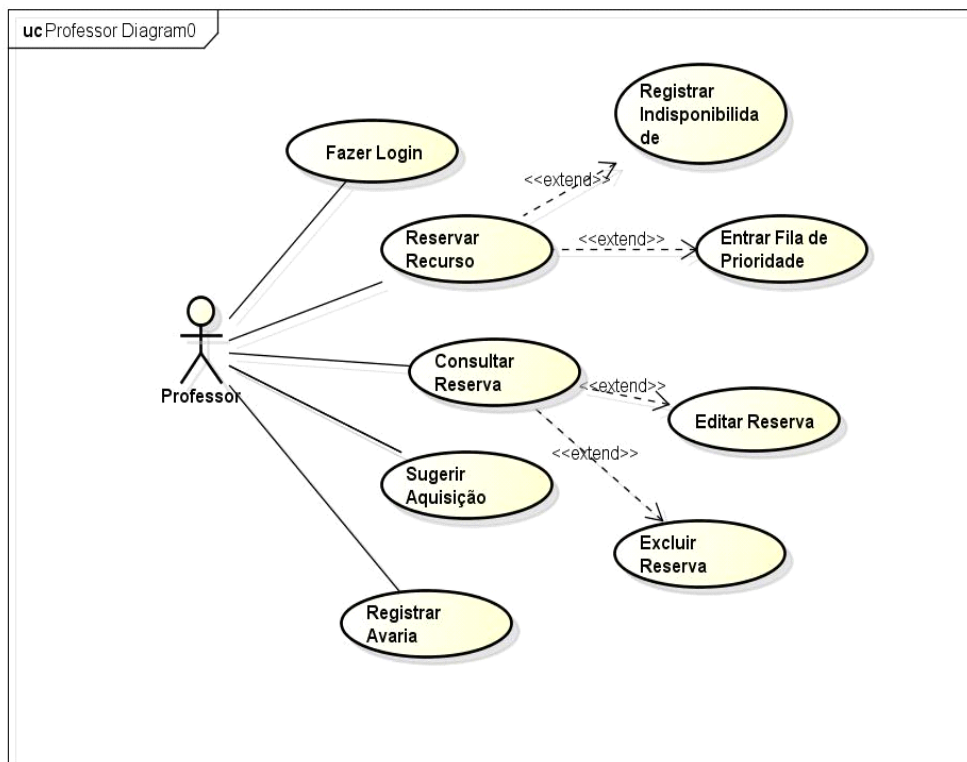 uc Professor Diagram0
Registrar
Indisponibilida
de
Fazer Login
<<extend>>
Reservar
Recurso
<<extend>>
Entrar Fila de
Prioridade
Professor
Consultar
Reserva
<<extend>>
Editar Reserva
<<extend>>
Sugerir
Aquisição
Excluir
Reserva
Registrar
Avaria